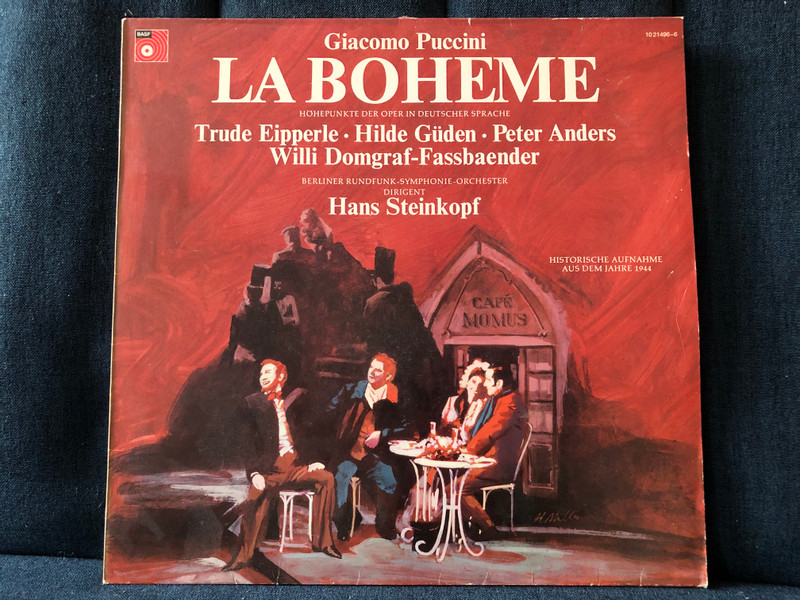 BASF
10 21496-6
Giacomo Puccini
LA BOHEME
HÖHEPUNKTE DER OPER IN DEUTSCHER SPRACHE
Trude Eipperle · Hilde Güden · Peter Anders
Willi Domgraf-Fassbaender
BERLINER RUNDFUNK-SYMPHONIE-ORCHESTER
DIRIGENT
Hans Steinkopf
HISTORISCHE AUFNAHME
AUS DEM JAHRE 1944
CAFÉ
MOMUS